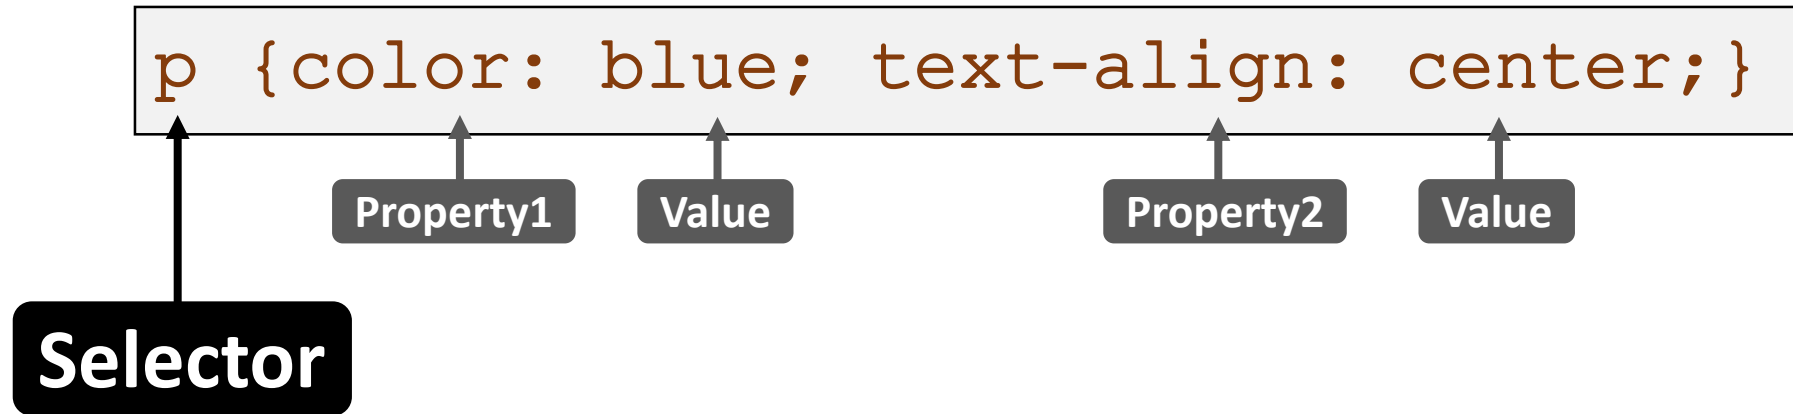 p {color: blue; text-align: center;}
Property1 Value Property2 Value
Selector